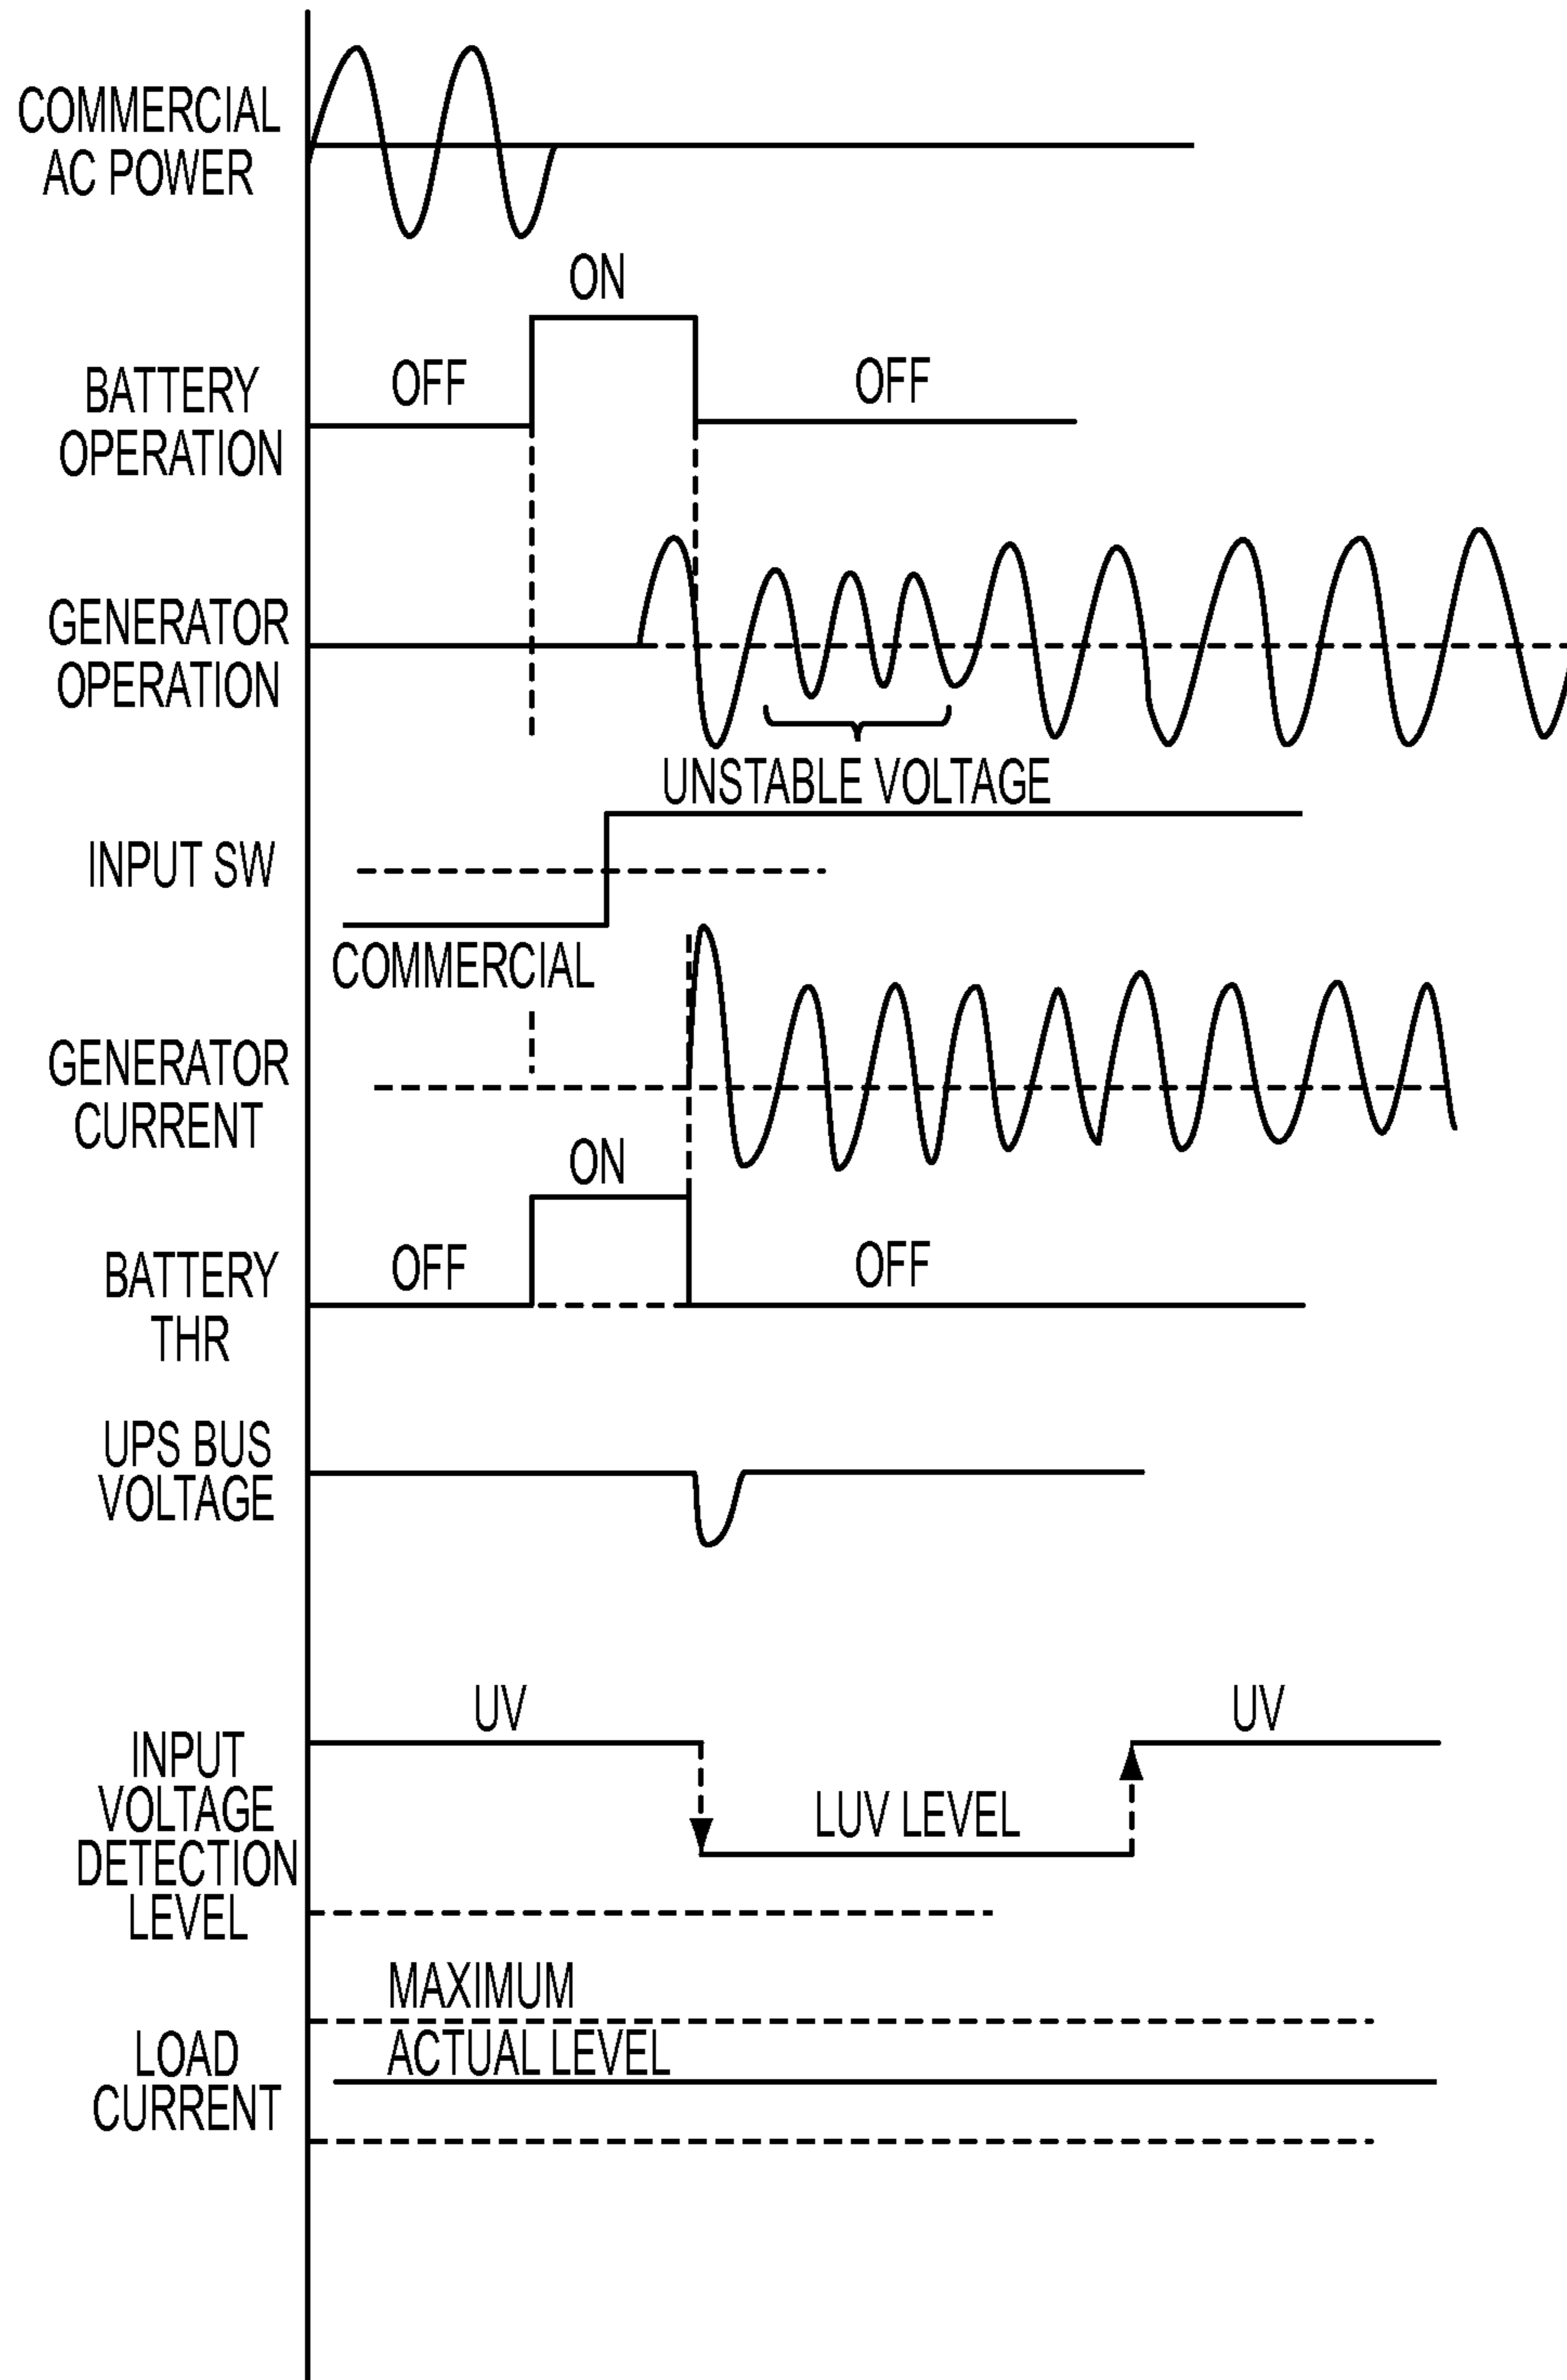 COMMERCIAL
AC POWER
ON
OFF
OFF
BATTERY
OPERATION
GENERATOR
OPERATION
UNSTABLE VOLTAGE
INPUT SW
COMMERCIAL
GENERATOR
CURRENT
ON
OFF
OFF
BATTERY
THR
UPS BUS
VOLTAGE
UV
UV
INPUT
VOLTAGE
DETECTION
LEVEL
LUV LEVEL
MAXIMUM
ACTUAL LEVEL
LOAD
CURRENT